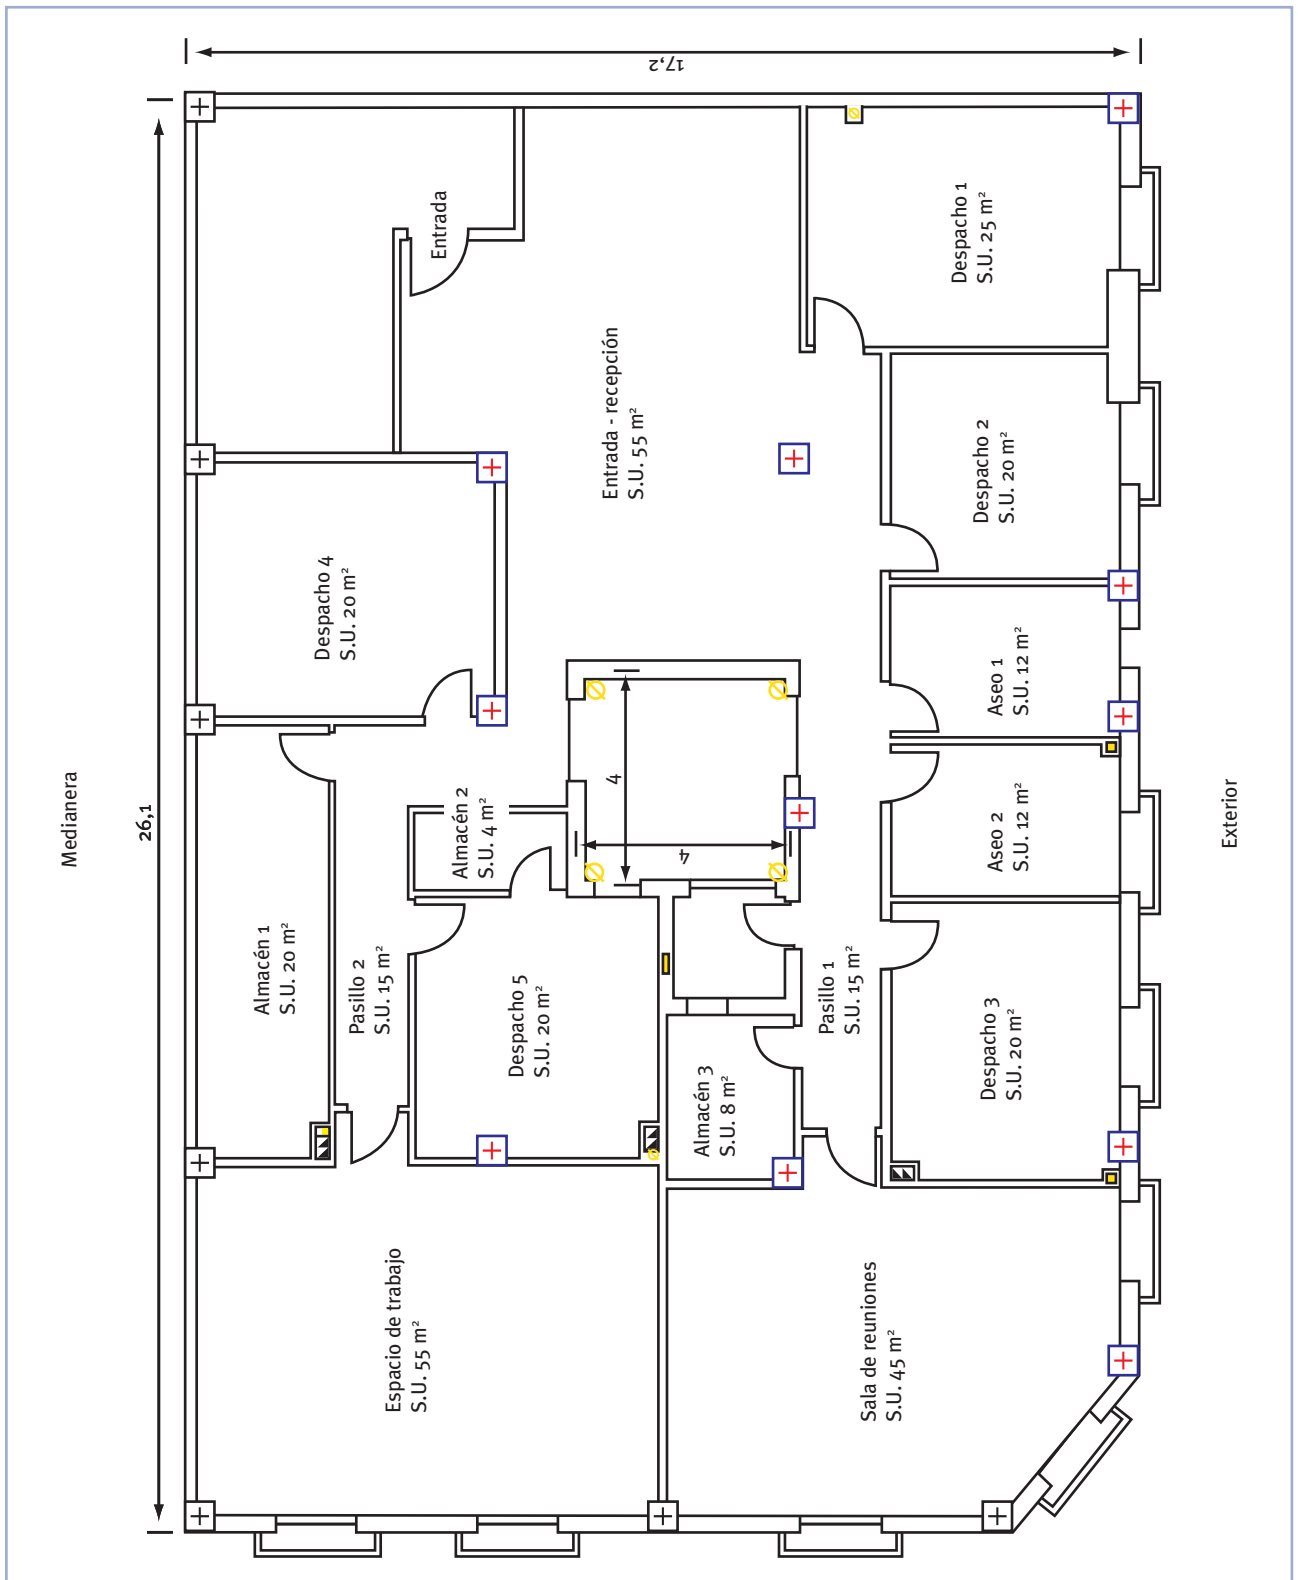 17,2
Medianera
26,1
Entrada
Despacho 1
S.U. 25 m²
Entrada - recepción
S.U. 55 m²
Despacho 2
S.U. 20 m²
Despacho 4
S.U. 20 m²
Aseo 1
S.U. 12 m²
4
4
Almacén 2
S.U. 4 m²
Aseo 2
S.U. 12 m²
Exterior
Almacén 1
S.U. 20 m²
Pasillo 2
S.U. 15 m²
Despacho 5
S.U. 20 m²
Pasillo 1
S.U. 15 m²
Despacho 3
S.U. 20 m²
Almacén 3
S.U. 8 m²
Espacio de trabajo
S.U. 55 m²
Sala de reuniones
S.U. 45 m²